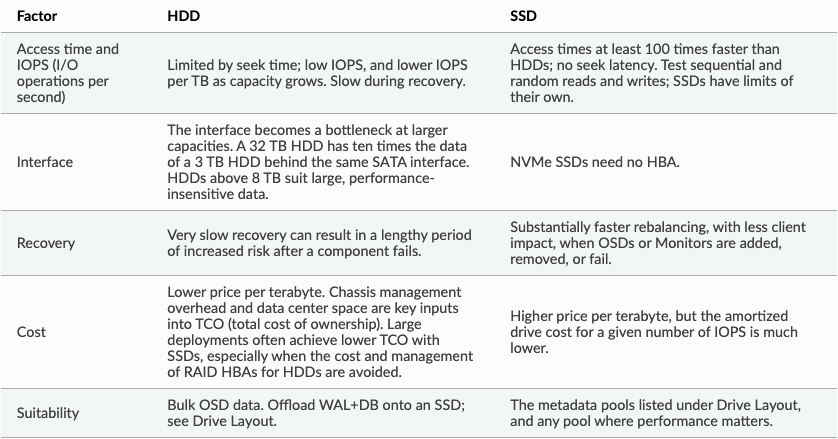 Factor
HDD
SSD
Access time and
IOPS (I/O
operations per
second)
Limited by seek time; low IOPS, and lower IOPS
per TB as capacity grows. Slow during recovery.
Access times at least 100 times faster than
HDDs; no seek latency. Test sequential and
random reads and writes; SSDs have limits of
their own.
Interface
The interface becomes a bottleneck at larger
capacities. A 32 TB HDD has ten times the data
of a 3 TB HDD behind the same SATA interface.
HDDs above 8 TB suit large, performance-
insensitive data.
NVMe SSDs need no HBA.
Recovery
Very slow recovery can result in a lengthy period
of increased risk after a component fails.
Substantially faster rebalancing, with less client
impact, when OSDs or Monitors are added,
removed, or fail.
Cost
Lower price per terabyte. Chassis management
overhead and data center space are key inputs
into TCO (total cost of ownership). Large
deployments often achieve lower TCO with
SSDs, especially when the cost and management
of RAID HBAs for HDDs are avoided.
Higher price per terabyte, but the amortized
drive cost for a given number of IOPS is much
lower.
Suitability
Bulk OSD data. Offload WAL+DB onto an SSD;
see Drive Layout.
The metadata pools listed under Drive Layout,
and any pool where performance matters.